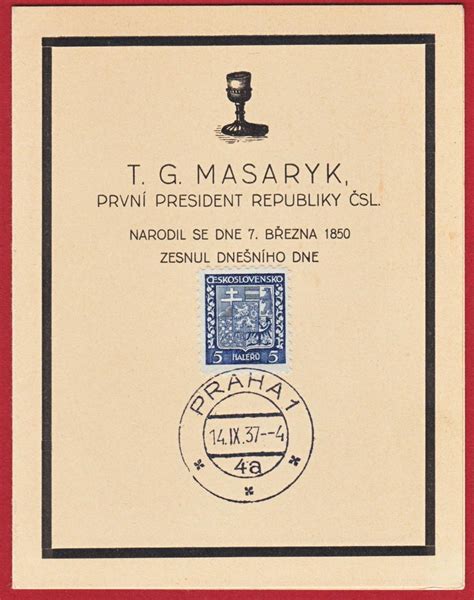 T. G. MASARYK,
PRVNÍ PRESIDENT REPUBLIKY ČSL.
NARODIL SE DNE 7. BŘEZNA 1850
ZESNUL DNEŠNÍHO DNE
ČESKOSLOVENSKO
5 HALÉŘŮ 5
PRAHA 1
14.IX.37--4
4a